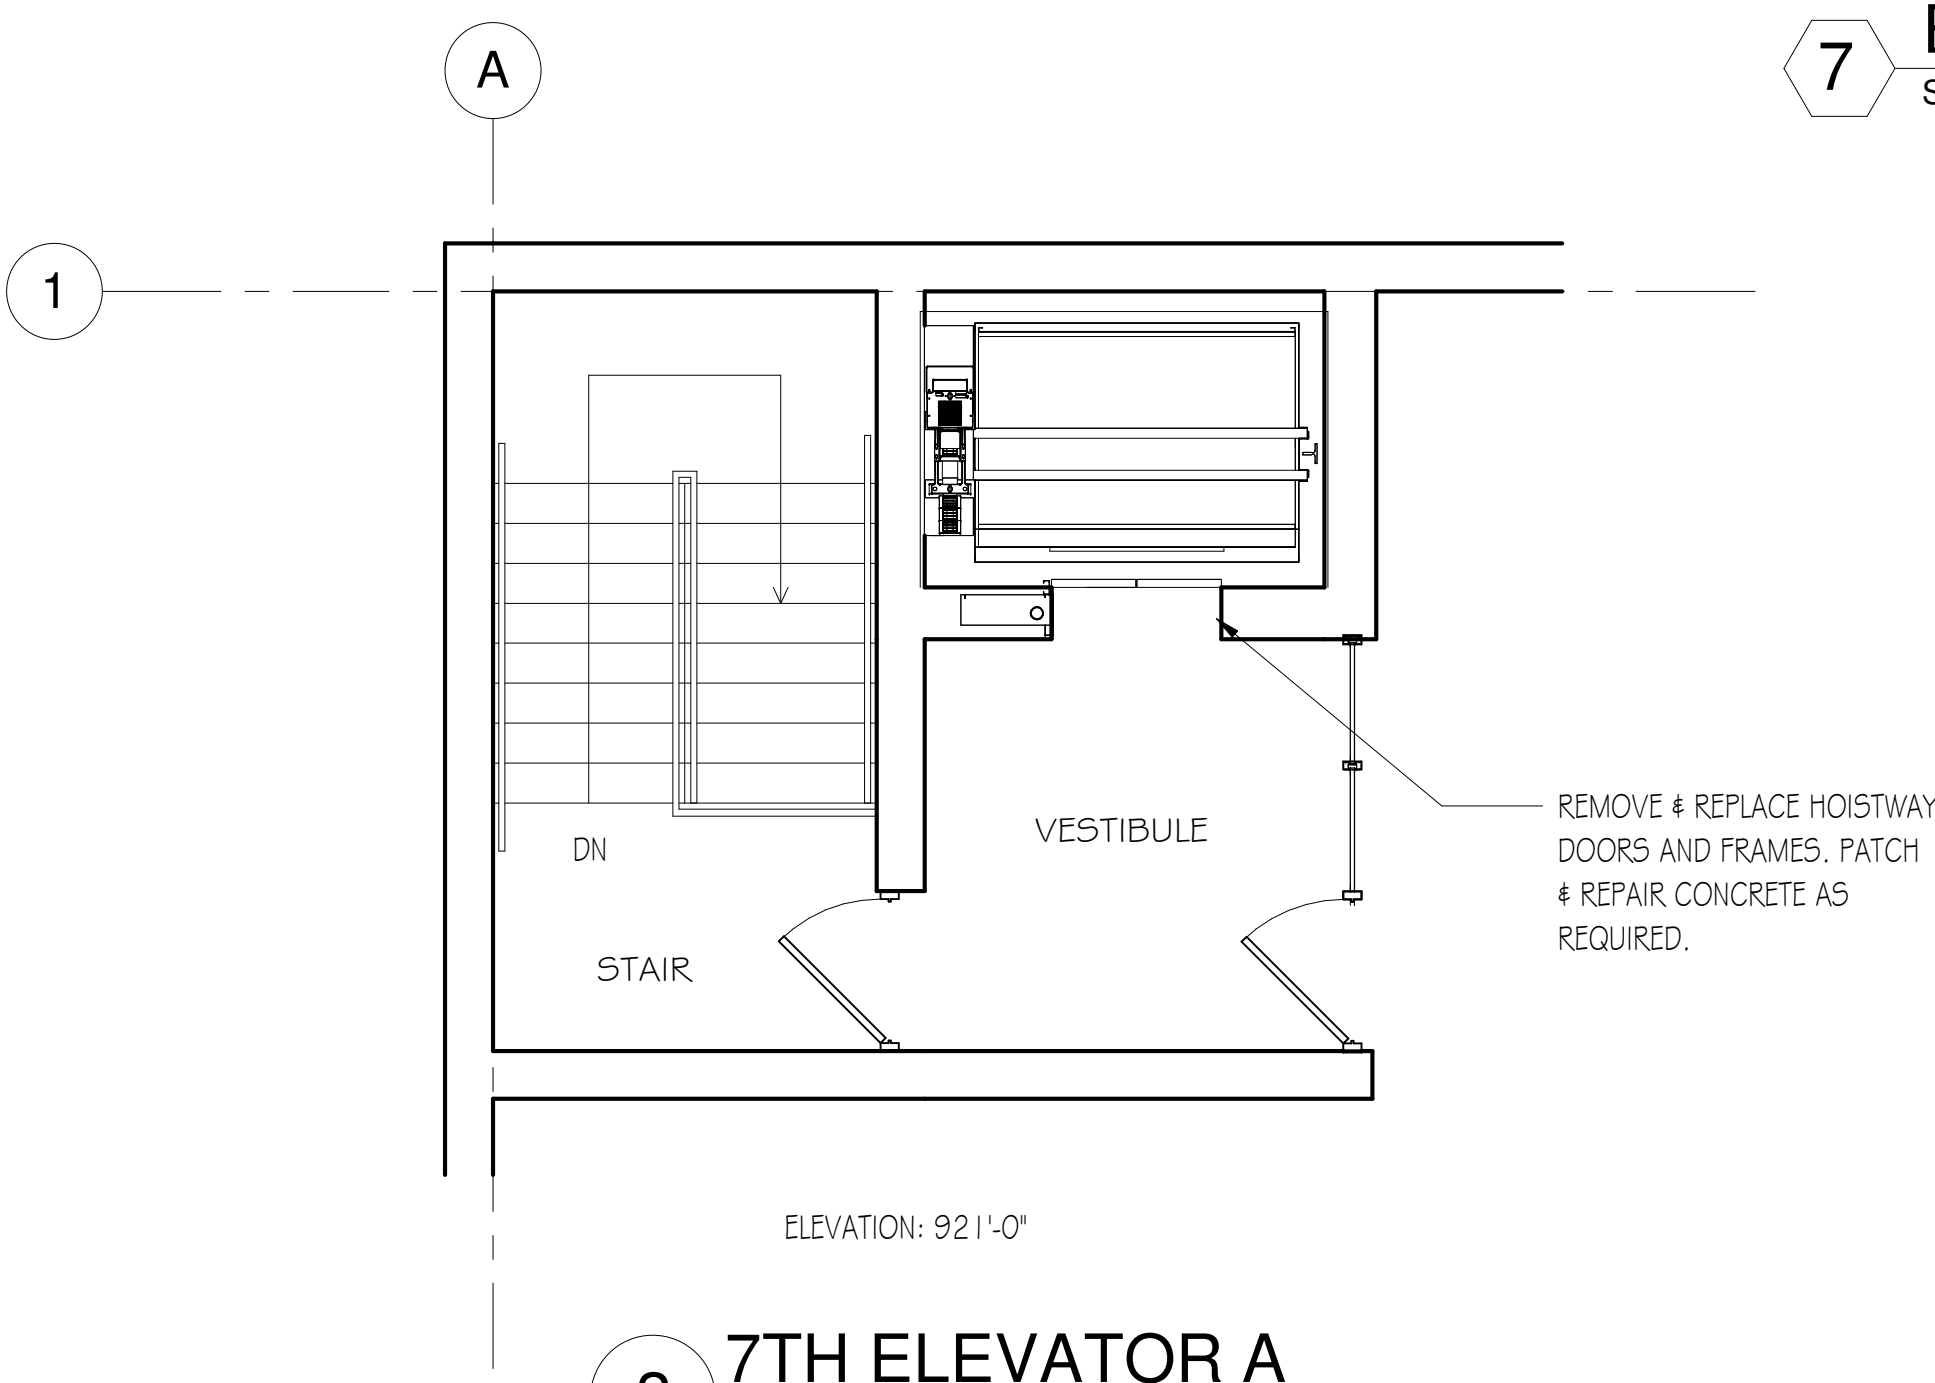 A
7
1
REMOVE & REPLACE HOISTWAY
DOORS AND FRAMES. PATCH
& REPAIR CONCRETE AS
REQUIRED.
VESTIBULE
DN
STAIR
ELEVATION: 921'-0"
7TH ELEVATOR A